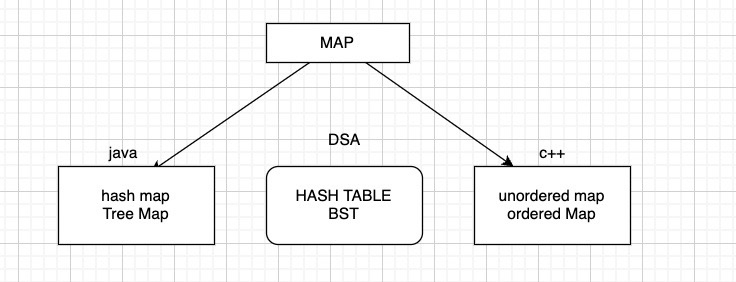 MAP
DSA
java
c++
hash map
Tree Map
HASH TABLE
BST
unordered map
ordered Map